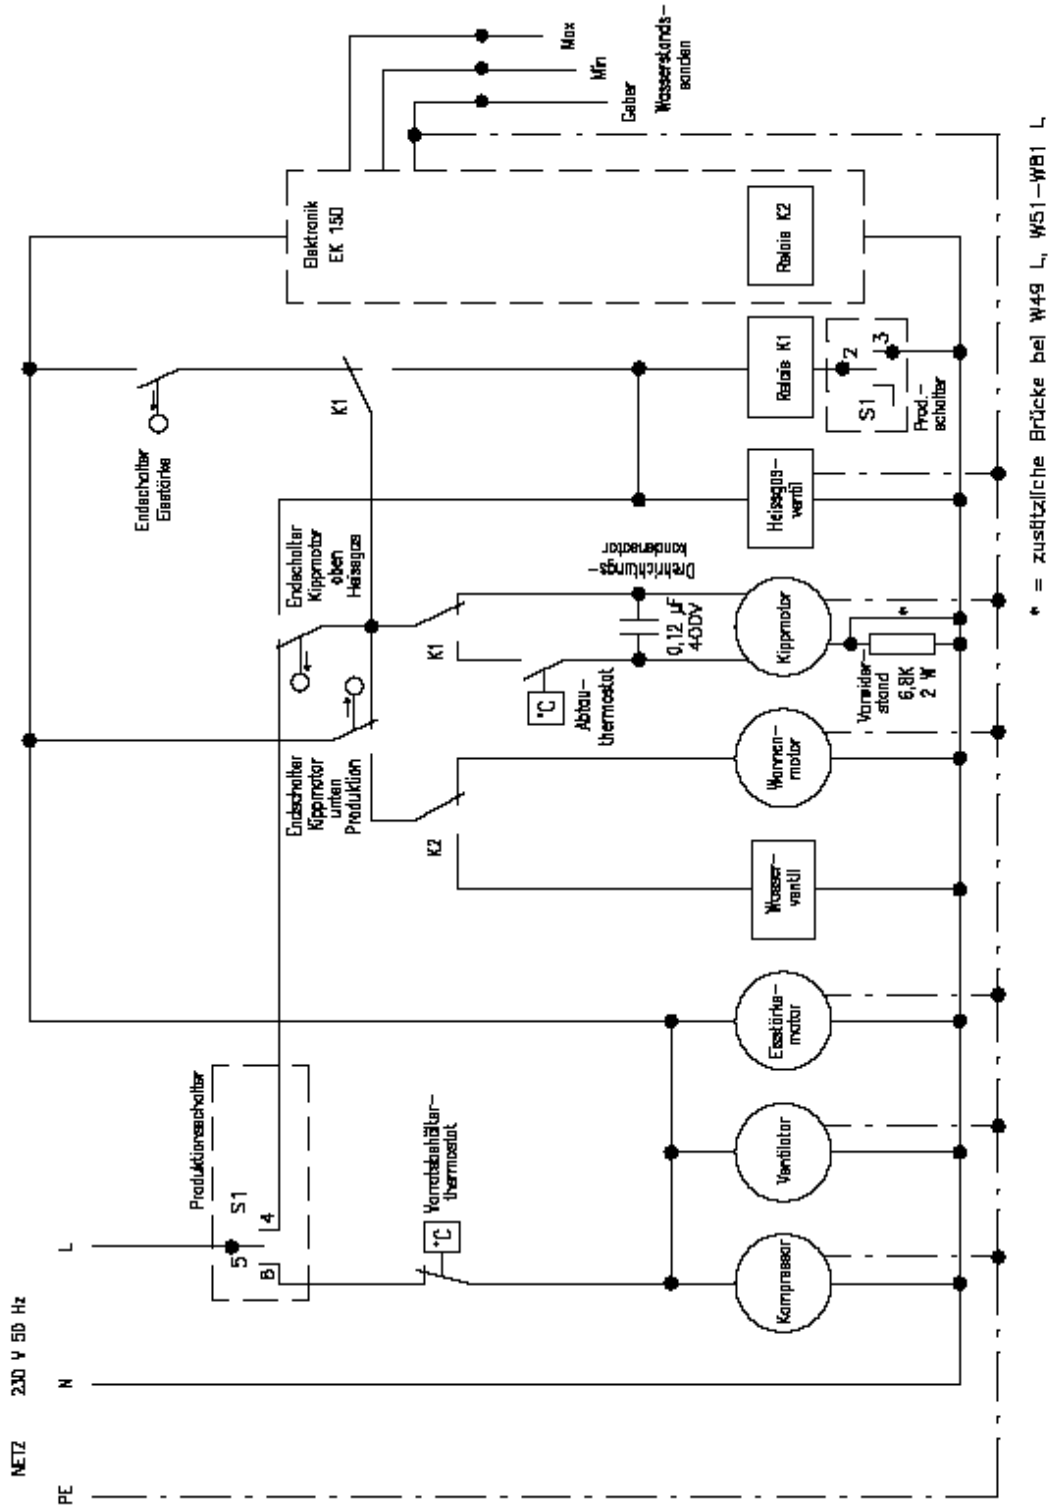 NETZ 230 V 50 Hz
PE
N
L
Produktionsschalter
S1
5
6
4
Vorratsbehälter-
thermostat
°C
Kompressor
Ventilator
Eisstärke-
motor
Wasser-
ventil
Wannen-
motor
Kippmotor
Heissgas-
ventil
Relais K1
Relais K2
Endschalter
Kippmotor
unten
Produktion
K2
Endschalter
Kippmotor
oben
Heissgas
K1
°C
Abtau-
thermostat
0,12 µF
400V
Drehrichtungs-
kondensator
Vorwider-
stand
6,8K
2 W
*
Endschalter
Eisstärke
K1
S1
2
3
Prod.-
schalter
Elektronik
EK 150
Max
Min
Geber
Wasserstands-
sonden
* = zusätzliche Brücke bei W49 L, W51-W81 L